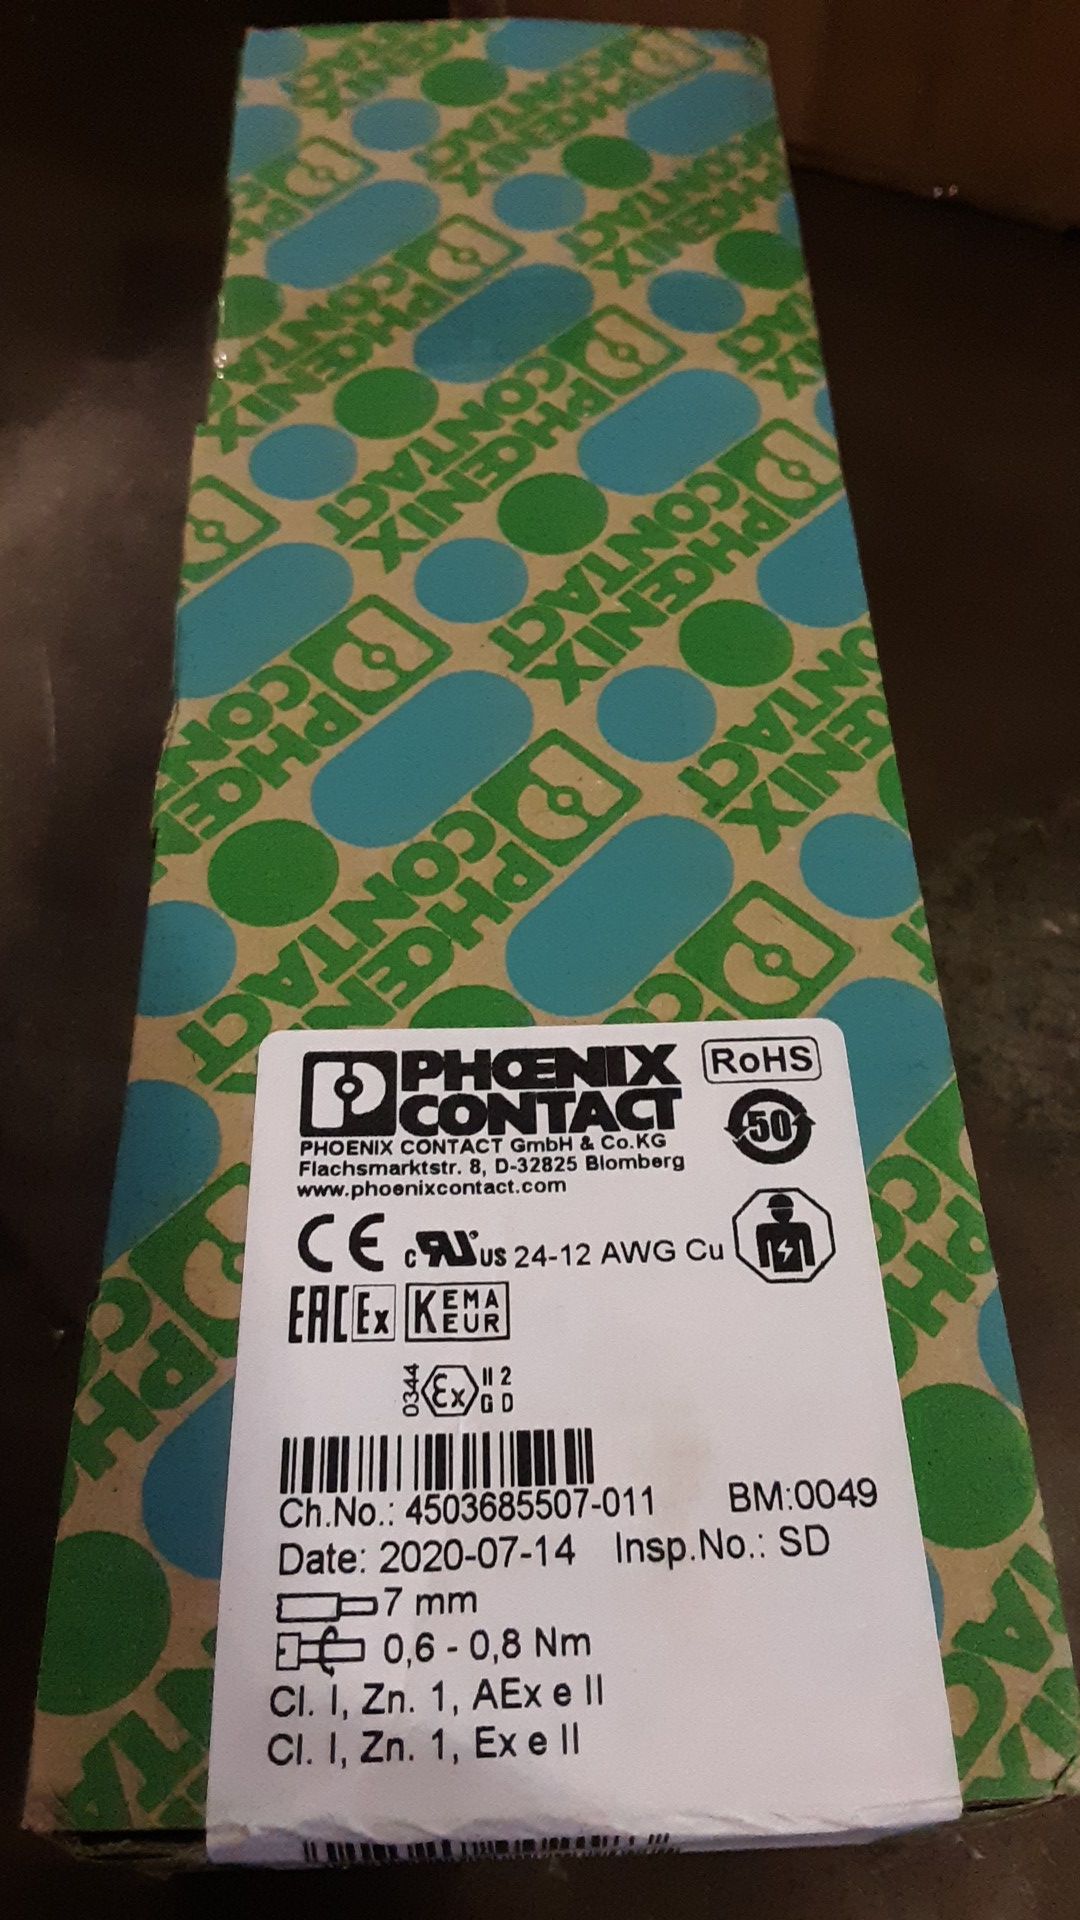 PHŒNIX
CONTACT
RoHS
50
PHOENIX CONTACT GmbH & Co.KG
Flachsmarktstr. 8, D-32825 Blomberg
www.phoenixcontact.com
CE c RU US 24-12 AWG Cu
EAC Ex KEMA EUR
0344 Ex II 2 G D
Ch.No.: 4503685507-011 BM:0049
Date: 2020-07-14 Insp.No.: SD
7 mm
0,6 - 0,8 Nm
Cl. I, Zn. 1, AEx e II
Cl. I, Zn. 1, Ex e II